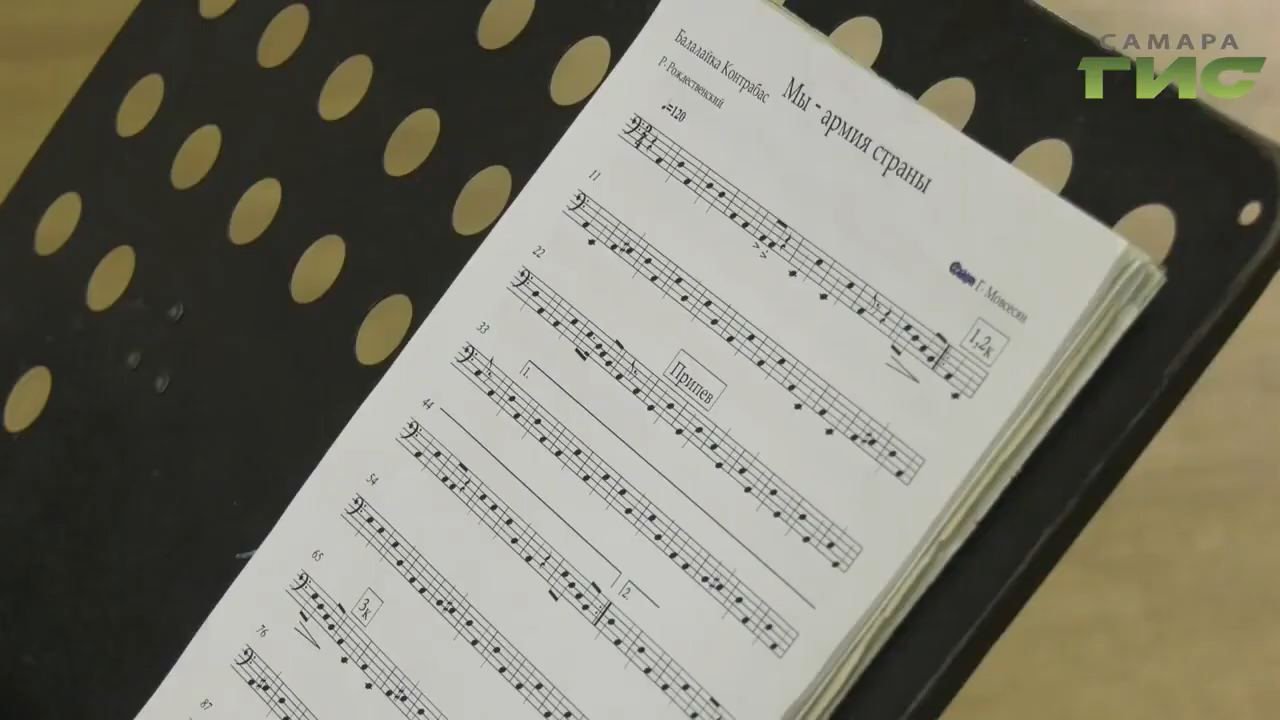 САМАРА
ГИС
Балалайка Контрабас
Мы - армия страны
Р. Рождественский
Г. Мовсесян
♩=120
1,2к
11
22
Припев
33
1.
44
2.
54
65
3к
76
87